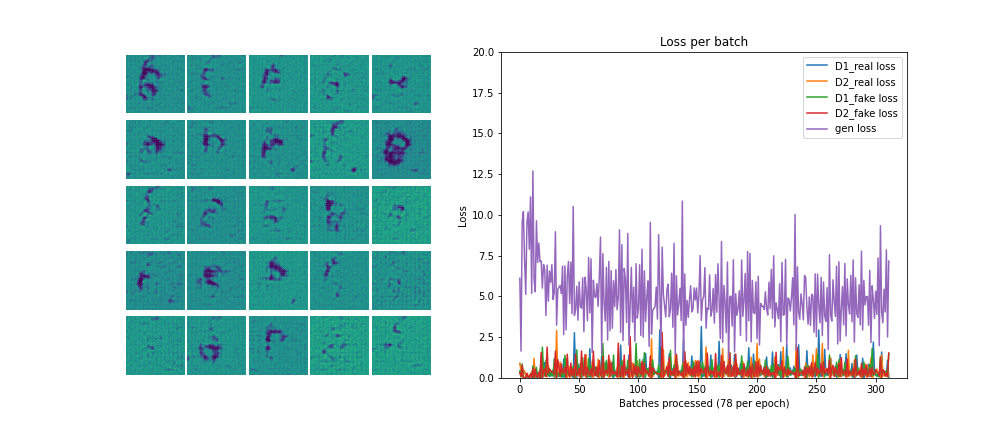 Loss per batch
20.0
17.5
15.0
12.5
10.0
7.5
5.0
2.5
0.0
Loss
D1_real loss
D2_real loss
D1_fake loss
D2_fake loss
gen loss
0 50 100 150 200 250 300
Batches processed (78 per epoch)